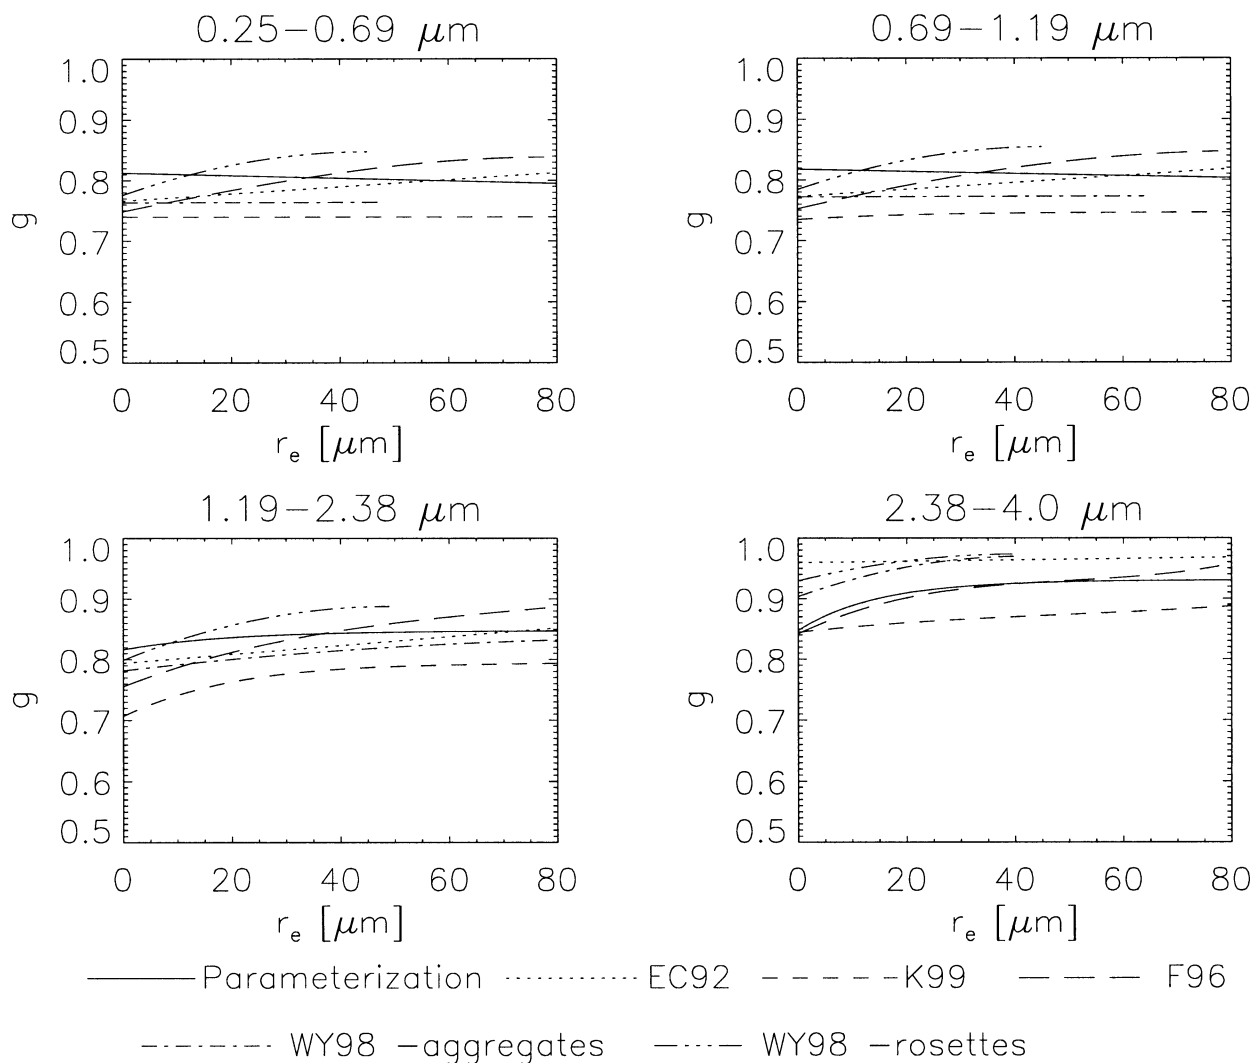 0.25–0.69 μm
1.0
0.9
0.8
0.7
0.6
0.5
g
0 20 40 60 80
r_e [μm]
0.69–1.19 μm
1.0
0.9
0.8
0.7
0.6
0.5
g
0 20 40 60 80
r_e [μm]
1.19–2.38 μm
1.0
0.9
0.8
0.7
0.6
0.5
g
0 20 40 60 80
r_e [μm]
2.38–4.0 μm
1.0
0.9
0.8
0.7
0.6
0.5
g
0 20 40 60 80
r_e [μm]
Parameterization EC92 K99 F96
WY98 –aggregates WY98 –rosettes